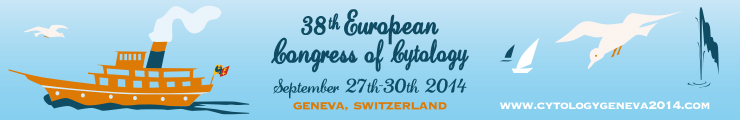 38th European
Congress of Cytology
September 27th-30th 2014
GENEVA, SWITZERLAND
WWW.CYTOLOGYGENEVA2014.COM